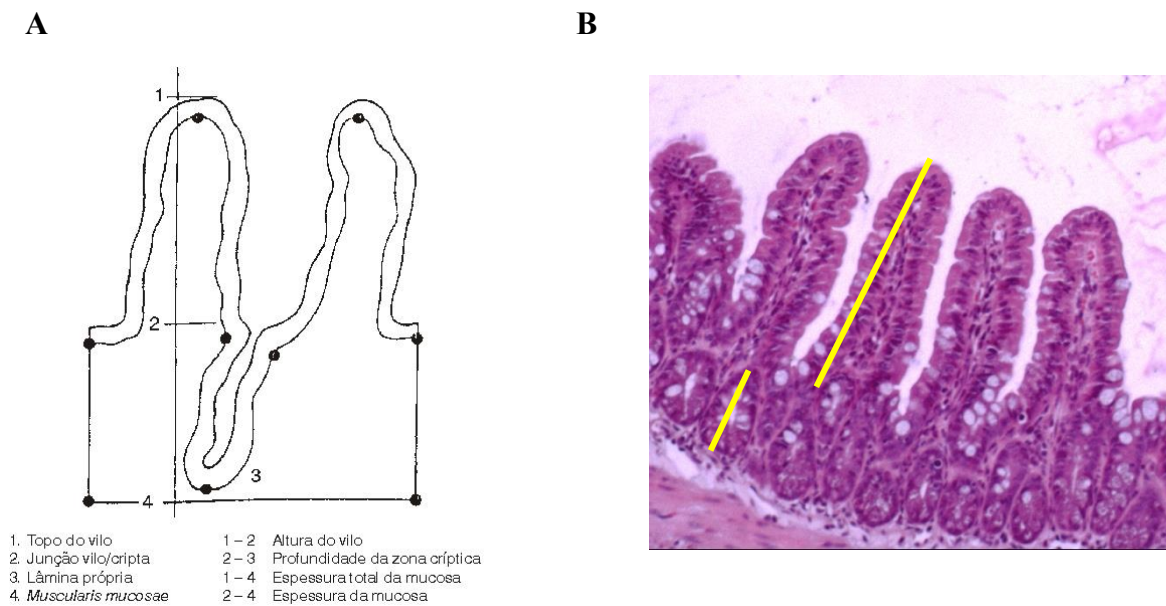 A
B
1
2
3
4
1. Topo do vilo
2. Junção vilo/cripta
3. Lâmina própria
4. Muscularis mucosae
1 – 2 Altura do vilo
2 – 3 Profundidade da zona críptica
1 – 4 Espessura total da mucosa
2 – 4 Espessura da mucosa